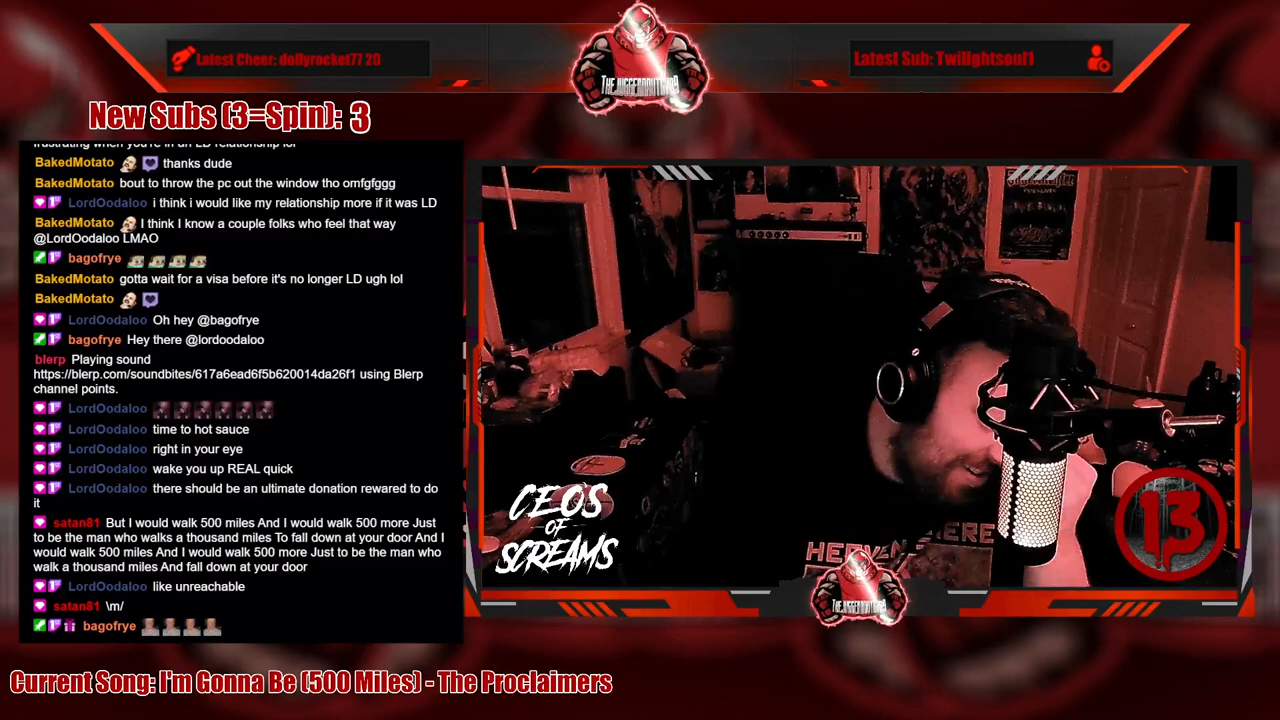 Latest Cheer: dollyrocket77 20
Latest Sub: Twilightsoul1
New Subs (3=Spin): 3
BakedMotato thanks dude
BakedMotato bout to throw the pc out the window tho omfgfggg
LordOodaloo i think i would like my relationship more if it was LD
BakedMotato I think I know a couple folks who feel that way
@LordOodaloo LMAO
bagofrye
BakedMotato gotta wait for a visa before it's no longer LD ugh lol
BakedMotato
LordOodaloo Oh hey @bagofrye
bagofrye Hey there @lordoodaloo
blerp Playing sound
https://blerp.com/soundbites/617a6ead6f5b620014da26f1 using Blerp
channel points.
LordOodaloo
LordOodaloo time to hot sauce
LordOodaloo right in your eye
LordOodaloo wake you up REAL quick
LordOodaloo there should be an ultimate donation rewared to do
it
satan81 But I would walk 500 miles And I would walk 500 more Just
to be the man who walks a thousand miles To fall down at your door And I
would walk 500 miles And I would walk 500 more Just to be the man who
walk a thousand miles And fall down at your door
LordOodaloo like unreachable
satan81 \m/
bagofrye
CEOS
OF
SCREAMS
13
Current Song: I'm Gonna Be (500 Miles) - The Proclaimers